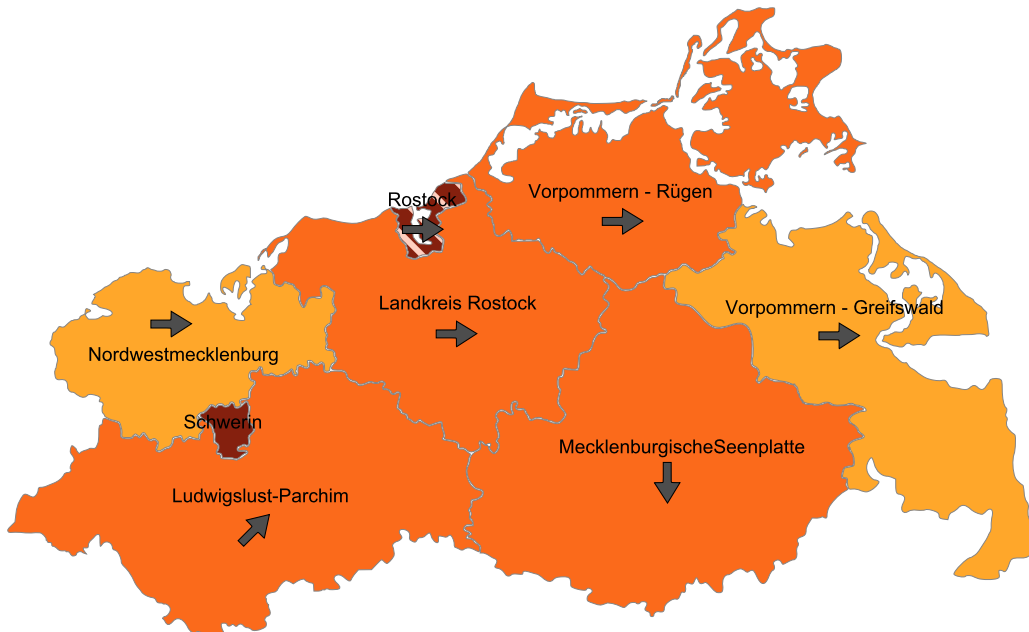 Rostock
Vorpommern - Rügen
Landkreis Rostock
Vorpommern - Greifswald
Nordwestmecklenburg
Schwerin
MecklenburgischeSeenplatte
Ludwigslust-Parchim